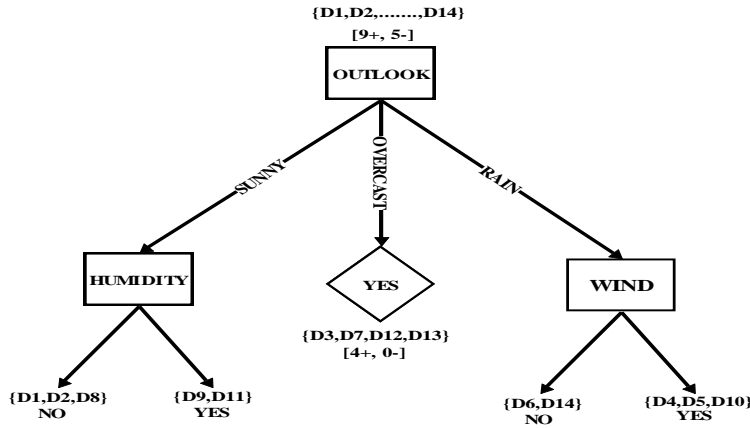 {D1,D2,.......,D14}
[9+, 5-]
OUTLOOK
SUNNY
OVERCAST
RAIN
HUMIDITY
YES
WIND
{D3,D7,D12,D13}
[4+, 0-]
{D1,D2,D8}
NO
{D9,D11}
YES
{D6,D14}
NO
{D4,D5,D10}
YES